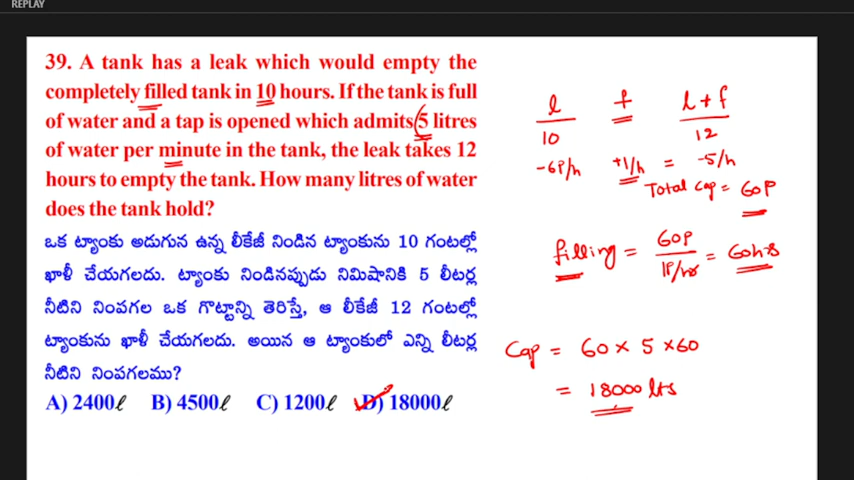 REPLAY
39. A tank has a leak which would empty the
completely filled tank in 10 hours. If the tank is full
of water and a tap is opened which admits 5 litres
of water per minute in the tank, the leak takes 12
hours to empty the tank. How many litres of water
does the tank hold?
ఒక ట్యాంకు అడుగున ఉన్న లీకేజీ నిండిన ట్యాంకును 10 గంటల్లో
ఖాళీ చేయగలదు. ట్యాంకు నిండినప్పుడు నిమిషానికి 5 లీటర్ల
నీటిని నింపగల ఒక గొట్టాన్ని తెరిస్తే, ఆ లీకేజీ 12 గంటల్లో
ట్యాంకును ఖాళీ చేయగలదు. అయిన ఆ ట్యాంకులో ఎన్ని లీటర్ల
నీటిని నింపగలము?
A) 2400ℓ B) 4500ℓ C) 1200ℓ D) 18000ℓ
l f l+f
10 12
-6P/h +1/h = -5/h
Total cap = 60P
filling = 60P / 1P/hr = 60hrs
Cap = 60 × 5 × 60
= 18000 lts